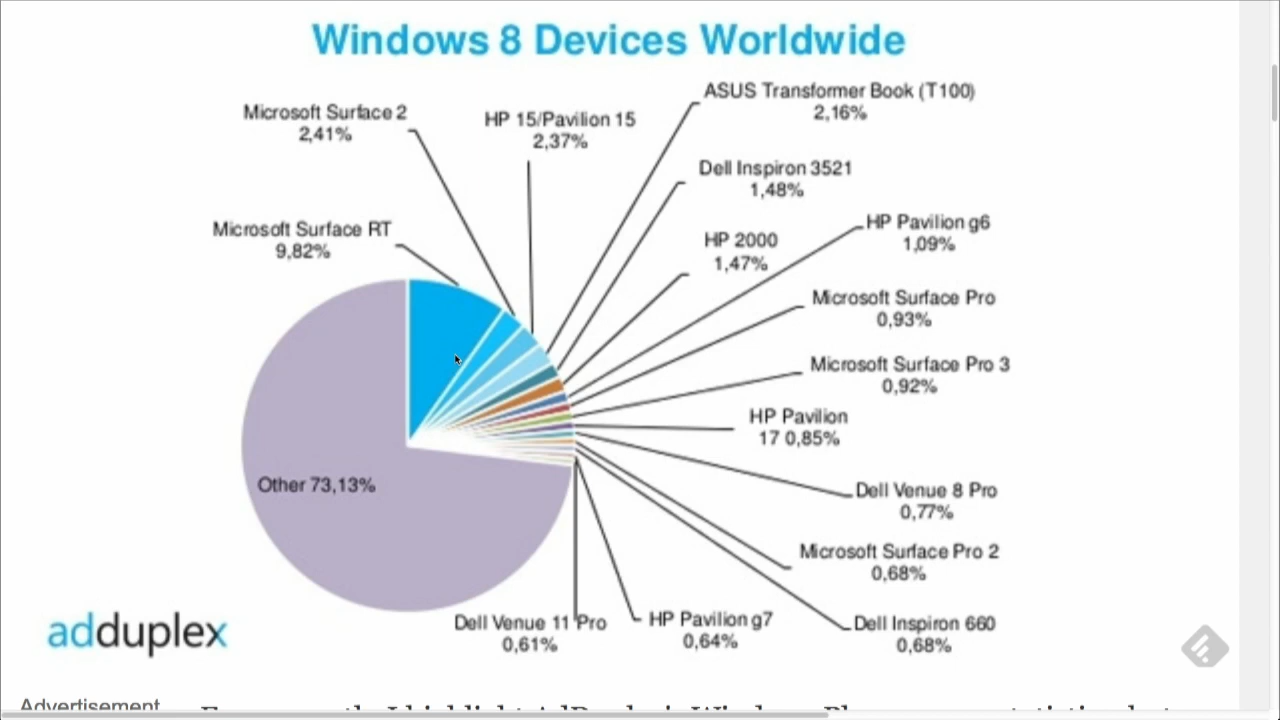 Windows 8 Devices Worldwide
ASUS Transformer Book (T100)
2,16%
Microsoft Surface 2
2,41%
HP 15/Pavilion 15
2,37%
Dell Inspiron 3521
1,48%
Microsoft Surface RT
9,82%
HP Pavilion g6
1,09%
HP 2000
1,47%
Microsoft Surface Pro
0,93%
Microsoft Surface Pro 3
0,92%
HP Pavilion
17 0,85%
Other 73,13%
Dell Venue 8 Pro
0,77%
Microsoft Surface Pro 2
0,68%
Dell Venue 11 Pro
0,61%
HP Pavilion g7
0,64%
Dell Inspiron 660
0,68%
adduplex
Advertisement